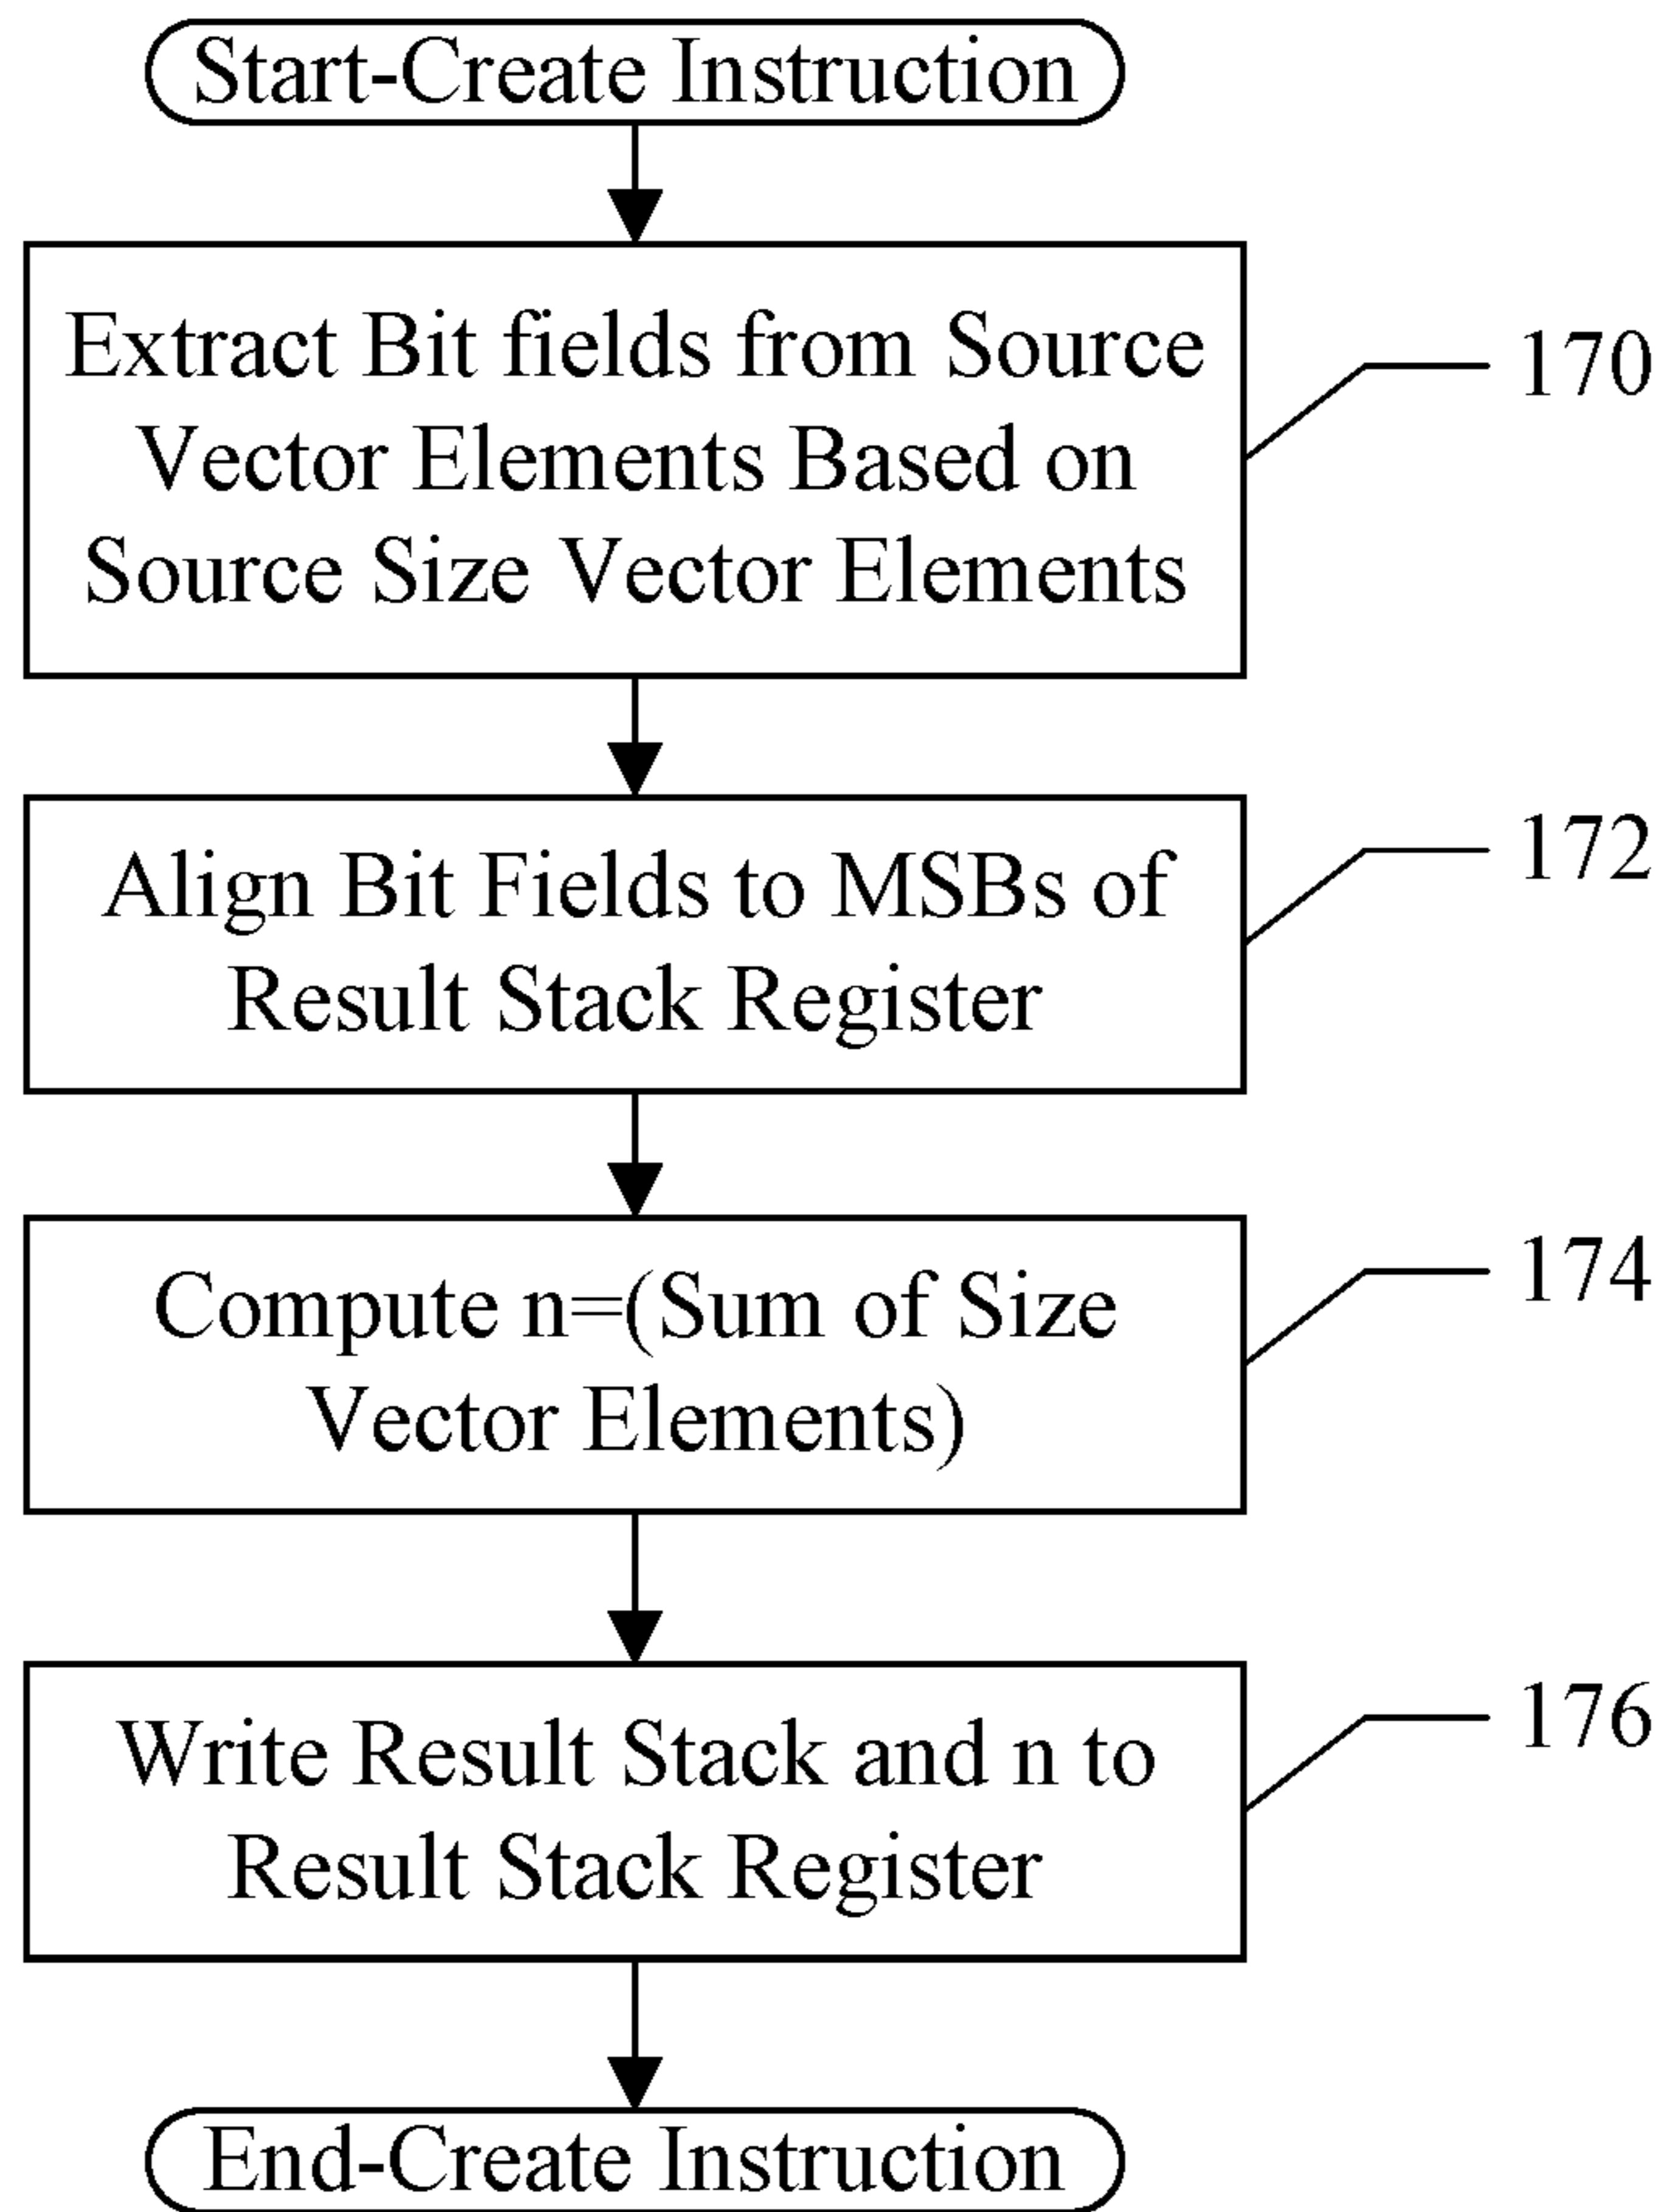 Start-Create Instruction
Extract Bit fields from Source
Vector Elements Based on
Source Size Vector Elements
170
Align Bit Fields to MSBs of
Result Stack Register
172
Compute n=(Sum of Size
Vector Elements)
174
Write Result Stack and n to
Result Stack Register
176
End-Create Instruction